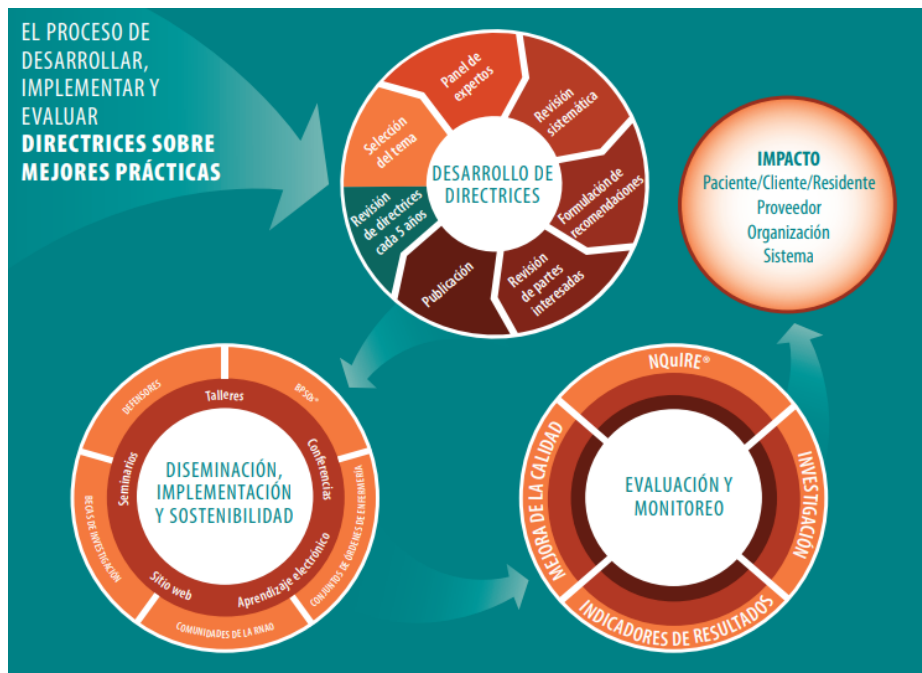 EL PROCESO DE
DESARROLLAR,
IMPLEMENTAR Y
EVALUAR
DIRECTRICES SOBRE
MEJORES PRÁCTICAS
Selección
del tema
Panel de
expertos
Revisión
sistemática
Formulación de
recomendaciones
Revisión
de partes
interesadas
Publicación
Revisión
de directrices
cada 5 años
DESARROLLO DE
DIRECTRICES
IMPACTO
Paciente/Cliente/Residente
Proveedor
Organización
Sistema
DEFENSORES
BPSOs®
CONJUNTOS DE ÓRDENES DE ENFERMERÍA
COMUNIDADES DE LA RNAO
BECAS DE INVESTIGACIÓN
Talleres
Conferencias
Aprendizaje electrónico
Sitio web
Seminarios
DISEMINACIÓN,
IMPLEMENTACIÓN
Y SOSTENIBILIDAD
NQuIRE®
INVESTIGACIÓN
INDICADORES DE RESULTADOS
MEJORA DE LA CALIDAD
EVALUACIÓN Y
MONITOREO